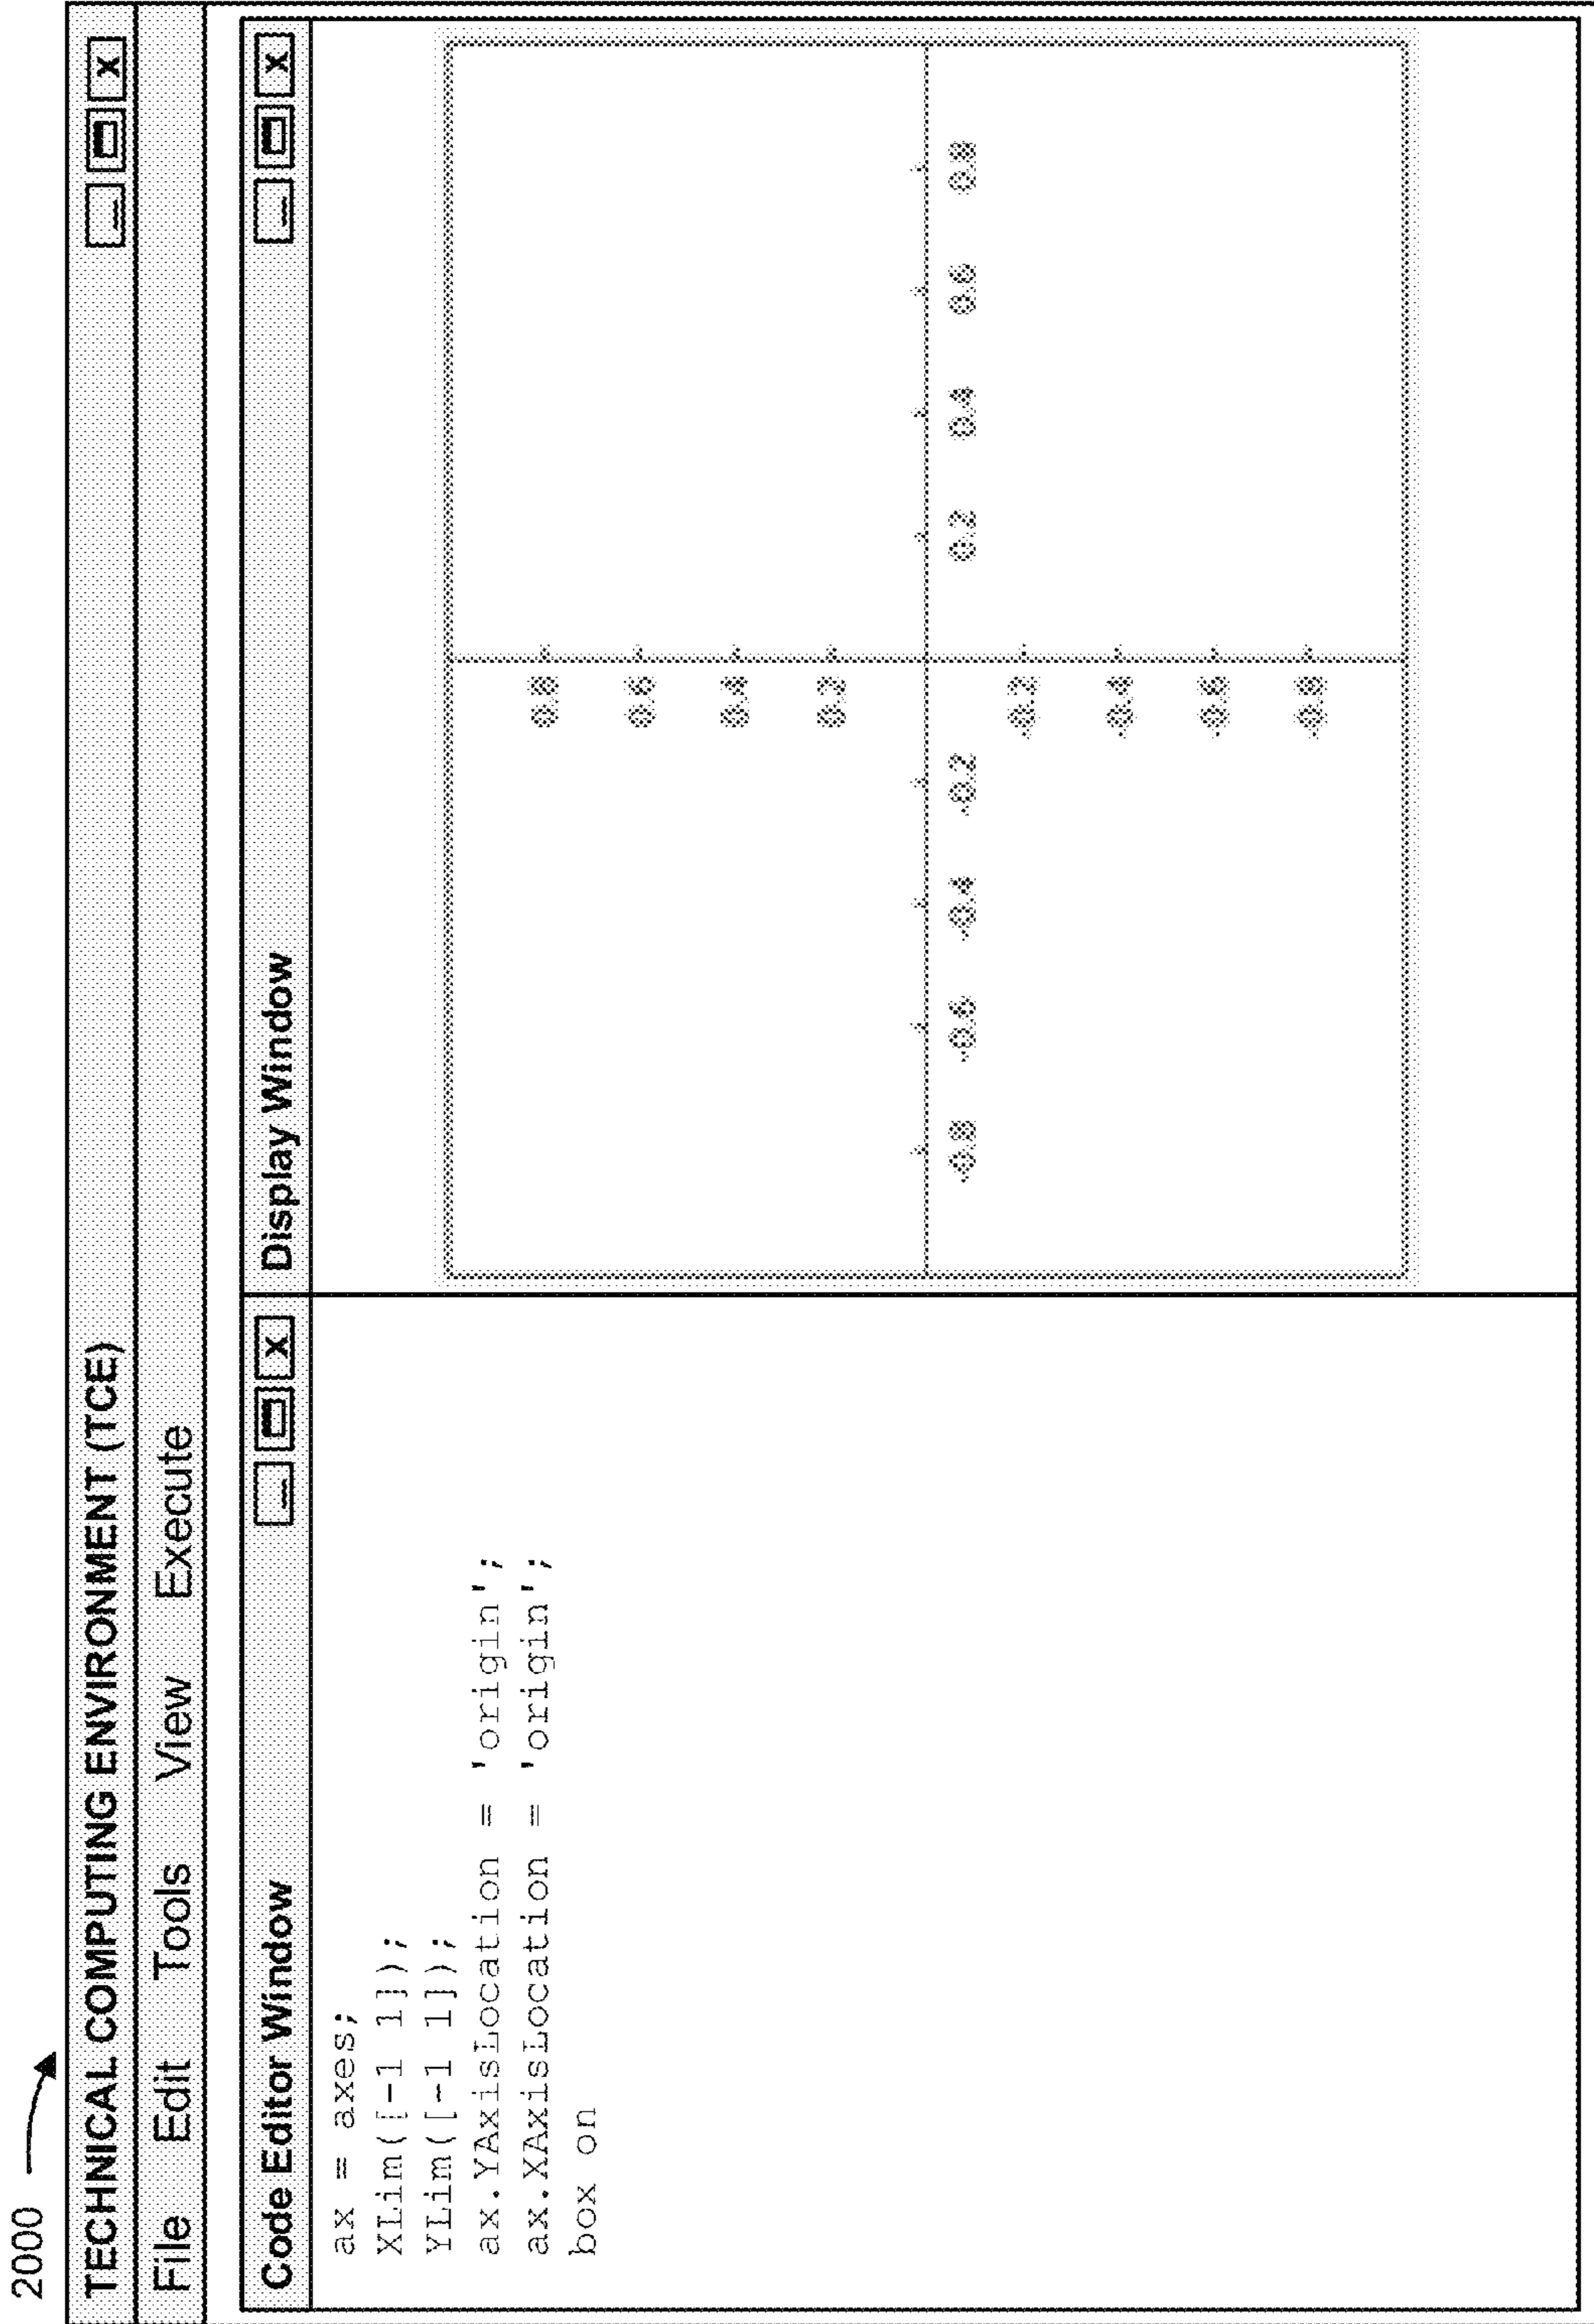 2000
TECHNICAL COMPUTING ENVIRONMENT (TCE)
_ X
File Edit Tools View Execute
Code Editor Window _ X
ax = axes;
XLim([-1 1]);
YLim([-1 1]);
ax.YAxisLocation = 'origin';
ax.XAxisLocation = 'origin';
box on
Display Window _ X
0.8
0.6
0.4
0.2
-0.8 -0.6 -0.4 -0.2 0.2 0.4 0.6 0.8
-0.2
-0.4
-0.6
-0.8